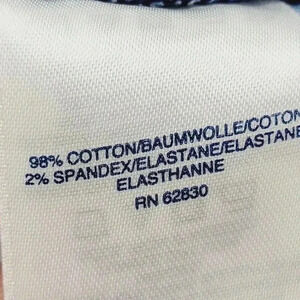 98% COTTON/BAUMWOLLE/COTON
2% SPANDEX/ELASTANE/ELASTANE
ELASTHANNE
RN 62830